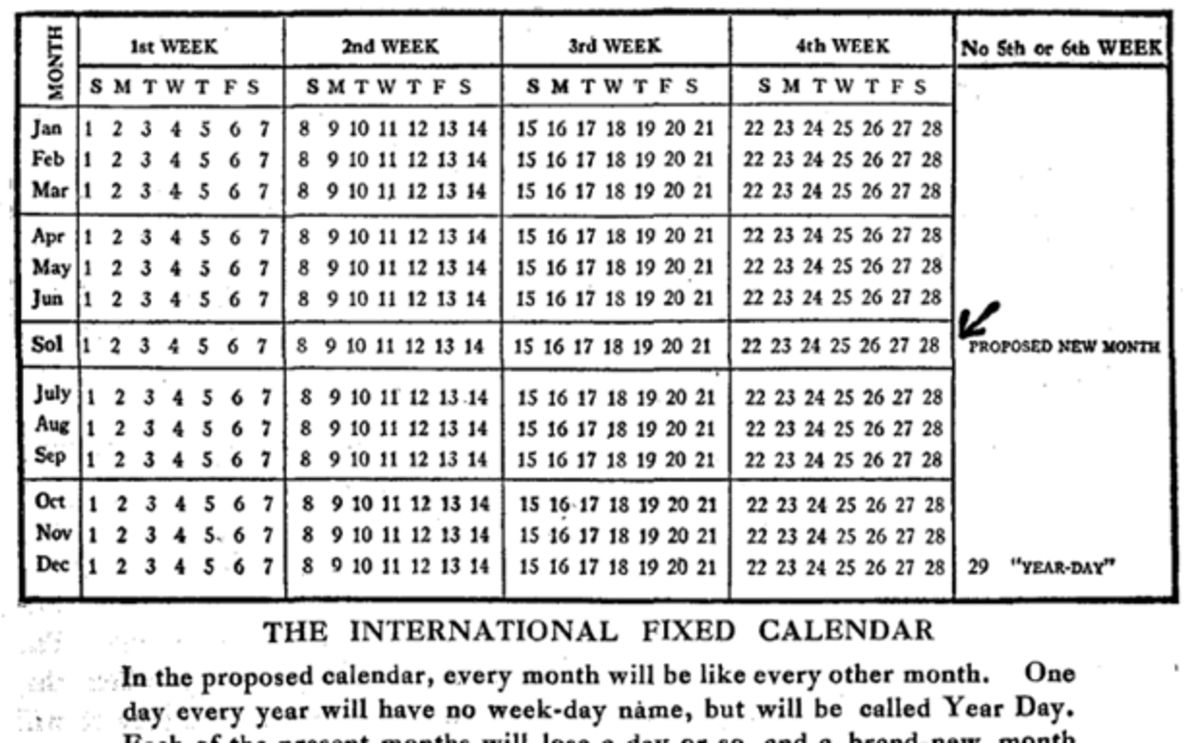 MONTH 1st WEEK 2nd WEEK 3rd WEEK 4th WEEK No 5th or 6th WEEK
S M T W T F S S M T W T F S S M T W T F S S M T W T F S
Jan 1 2 3 4 5 6 7 8 9 10 11 12 13 14 15 16 17 18 19 20 21 22 23 24 25 26 27 28
Feb 1 2 3 4 5 6 7 8 9 10 11 12 13 14 15 16 17 18 19 20 21 22 23 24 25 26 27 28
Mar 1 2 3 4 5 6 7 8 9 10 11 12 13 14 15 16 17 18 19 20 21 22 23 24 25 26 27 28
Apr 1 2 3 4 5 6 7 8 9 10 11 12 13 14 15 16 17 18 19 20 21 22 23 24 25 26 27 28
May 1 2 3 4 5 6 7 8 9 10 11 12 13 14 15 16 17 18 19 20 21 22 23 24 25 26 27 28
Jun 1 2 3 4 5 6 7 8 9 10 11 12 13 14 15 16 17 18 19 20 21 22 23 24 25 26 27 28
Sol 1 2 3 4 5 6 7 8 9 10 11 12 13 14 15 16 17 18 19 20 21 22 23 24 25 26 27 28 PROPOSED NEW MONTH
July 1 2 3 4 5 6 7 8 9 10 11 12 13 14 15 16 17 18 19 20 21 22 23 24 25 26 27 28
Aug 1 2 3 4 5 6 7 8 9 10 11 12 13 14 15 16 17 18 19 20 21 22 23 24 25 26 27 28
Sep 1 2 3 4 5 6 7 8 9 10 11 12 13 14 15 16 17 18 19 20 21 22 23 24 25 26 27 28
Oct 1 2 3 4 5 6 7 8 9 10 11 12 13 14 15 16 17 18 19 20 21 22 23 24 25 26 27 28
Nov 1 2 3 4 5 6 7 8 9 10 11 12 13 14 15 16 17 18 19 20 21 22 23 24 25 26 27 28
Dec 1 2 3 4 5 6 7 8 9 10 11 12 13 14 15 16 17 18 19 20 21 22 23 24 25 26 27 28 29 "YEAR-DAY"
THE INTERNATIONAL FIXED CALENDAR
In the proposed calendar, every month will be like every other month. One
day every year will have no week-day name, but will be called Year Day.
Each of the present months will lose a day or so, and a brand-new month